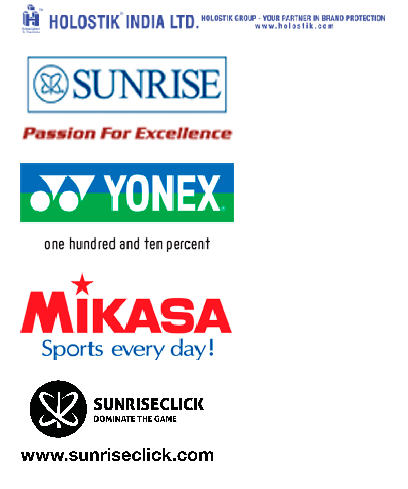 HOLOSTIK® INDIA LTD. HOLOSTIK GROUP - YOUR PARTNER IN BRAND PROTECTION
www.holostik.com
SUNRISE
Passion For Excellence
YONEX
one hundred and ten percent
MIKASA
Sports every day!
SUNRISECLICK
DOMINATE THE GAME
www.sunriseclick.com